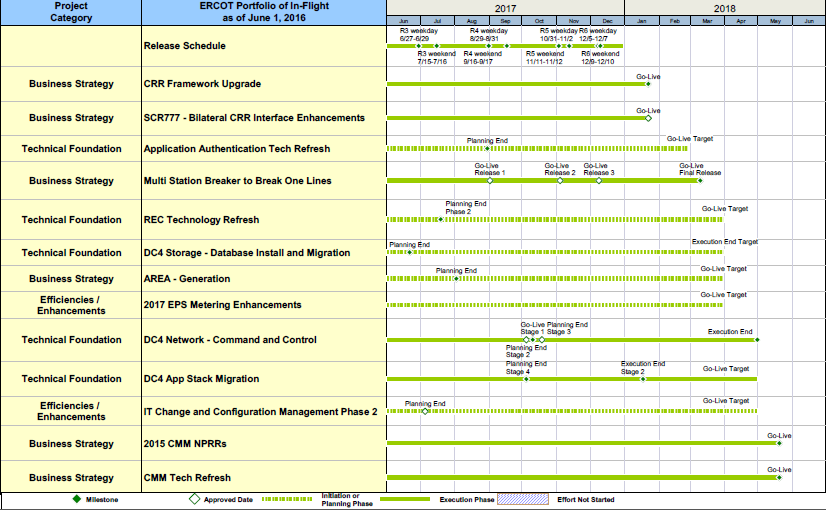 Project Category
ERCOT Portfolio of In-Flight as of June 1, 2016
2017
2018
Jun Jul Aug Sep Oct Nov Dec Jan Feb Mar Apr May Jun
Release Schedule
R3 weekday 6/27-6/29
R4 weekday 8/29-8/31
R5 weekday 10/31-11/2
R6 weekday 12/5-12/7
R3 weekend 7/15-7/16
R4 weekend 9/16-9/17
R5 weekend 11/11-11/12
R6 weekend 12/9-12/10
Business Strategy
CRR Framework Upgrade
Go-Live
Business Strategy
SCR777 - Bilateral CRR Interface Enhancements
Go-Live
Technical Foundation
Application Authentication Tech Refresh
Planning End
Go-Live Target
Business Strategy
Multi Station Breaker to Break One Lines
Go-Live Release 1
Go-Live Release 2
Go-Live Release 3
Go-Live Final Release
Technical Foundation
REC Technology Refresh
Planning End Phase 2
Go-Live Target
Technical Foundation
DC4 Storage - Database Install and Migration
Planning End
Execution End Target
Business Strategy
AREA - Generation
Planning End
Go-Live Target
Efficiencies / Enhancements
2017 EPS Metering Enhancements
Go-Live Target
Technical Foundation
DC4 Network - Command and Control
Go-Live Stage 1
Planning End Stage 3
Planning End Stage 2
Execution End
Technical Foundation
DC4 App Stack Migration
Planning End Stage 4
Execution End Stage 2
Go-Live Target
Efficiencies / Enhancements
IT Change and Configuration Management Phase 2
Planning End
Go-Live Target
Business Strategy
2015 CMM NPRRs
Go-Live
Business Strategy
CMM Tech Refresh
Go-Live
Milestone
Approved Date
Initiation or Planning Phase
Execution Phase
Effort Not Started